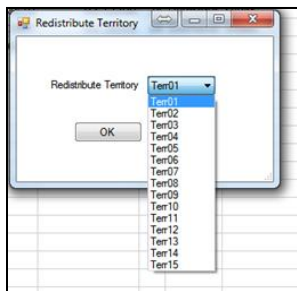 Redistribute Territory
Redistribute Territory Terr01
Terr01
Terr02
Terr03
OK Terr04
Terr05
Terr06
Terr07
Terr08
Terr09
Terr10
Terr11
Terr12
Terr13
Terr14
Terr15